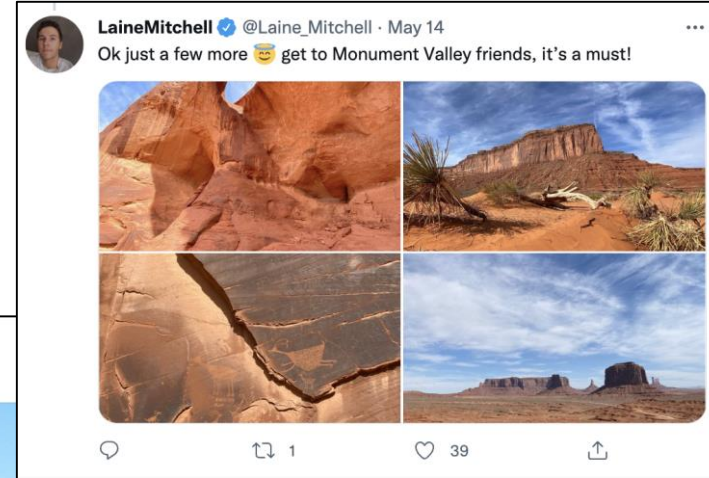 LaineMitchell @Laine_Mitchell · May 14
Ok just a few more 😇 get to Monument Valley friends, it's a must!
1
39